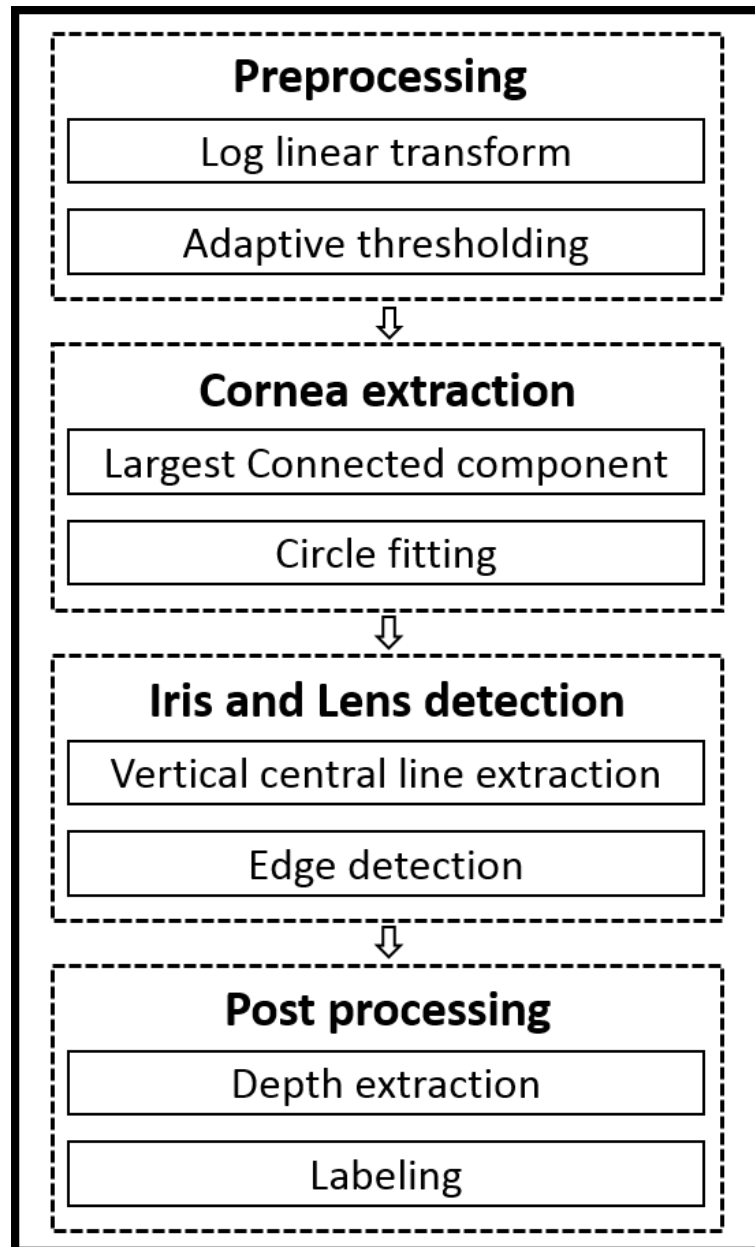 Preprocessing
Log linear transform
Adaptive thresholding
Cornea extraction
Largest Connected component
Circle fitting
Iris and Lens detection
Vertical central line extraction
Edge detection
Post processing
Depth extraction
Labeling